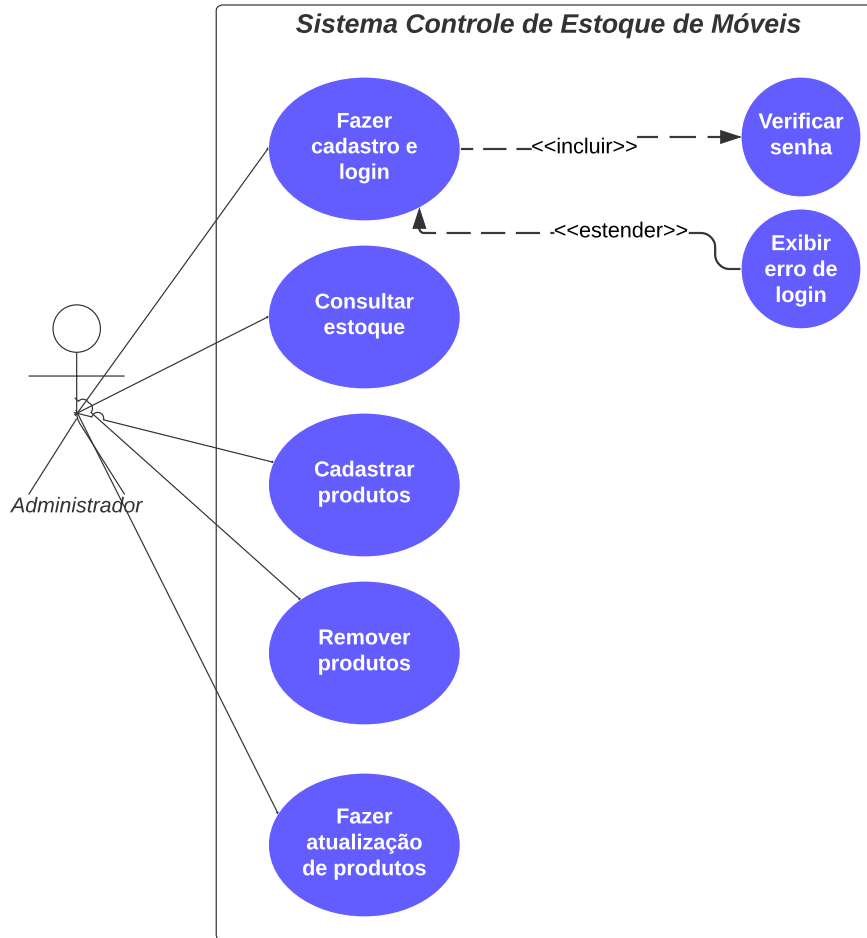 Sistema Controle de Estoque de Móveis
Fazer
cadastro e
login
<<incluir>>
Verificar
senha
<<estender>>
Exibir
erro de
login
Consultar
estoque
Administrador
Cadastrar
produtos
Remover
produtos
Fazer
atualização
de produtos